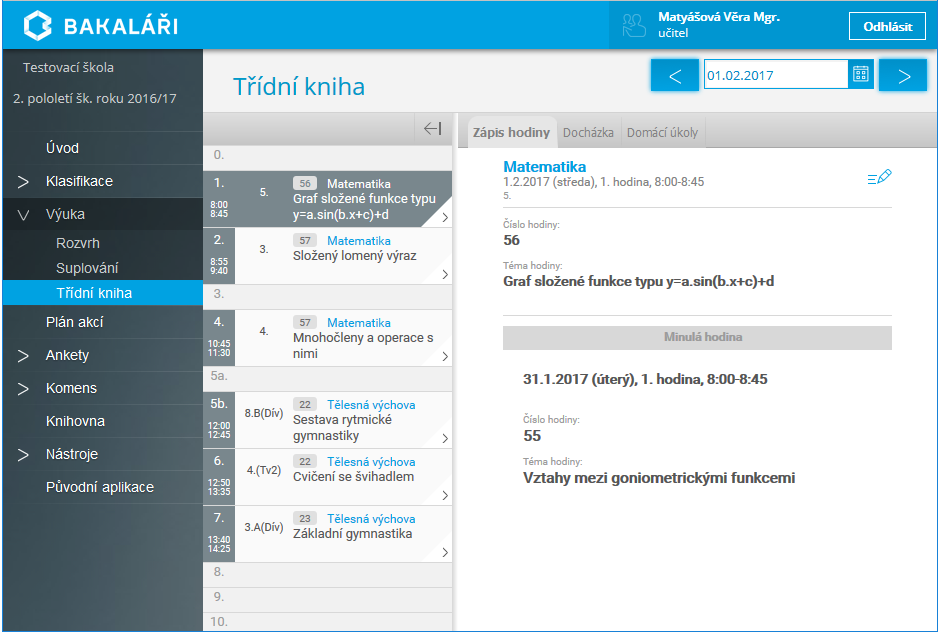 BAKALÁŘI
Matyášová Věra Mgr.
učitel
Odhlásit
Testovací škola
2. pololetí šk. roku 2016/17
Úvod
Klasifikace
Výuka
Rozvrh
Suplování
Třídní kniha
Plán akcí
Ankety
Komens
Knihovna
Nástroje
Původní aplikace
Třídní kniha
01.02.2017
0.
1.
8:00
8:45
5.
56 Matematika
Graf složené funkce typu
y=a.sin(b.x+c)+d
2.
8:55
9:40
3.
57 Matematika
Složený lomený výraz
3.
4.
10:45
11:30
4.
57 Matematika
Mnohočleny a operace s
nimi
5a.
5b.
12:00
12:45
8.B(Dív)
22 Tělesná výchova
Sestava rytmické
gymnastiky
6.
12:50
13:35
4.(Tv2)
22 Tělesná výchova
Cvičení se švihadlem
7.
13:40
14:25
3.A(Dív)
23 Tělesná výchova
Základní gymnastika
8.
9.
10.
Zápis hodiny Docházka Domácí úkoly
Matematika
1.2.2017 (středa), 1. hodina, 8:00-8:45
5.
Číslo hodiny:
56
Téma hodiny:
Graf složené funkce typu y=a.sin(b.x+c)+d
Minulá hodina
31.1.2017 (úterý), 1. hodina, 8:00-8:45
Číslo hodiny:
55
Téma hodiny:
Vztahy mezi goniometrickými funkcemi